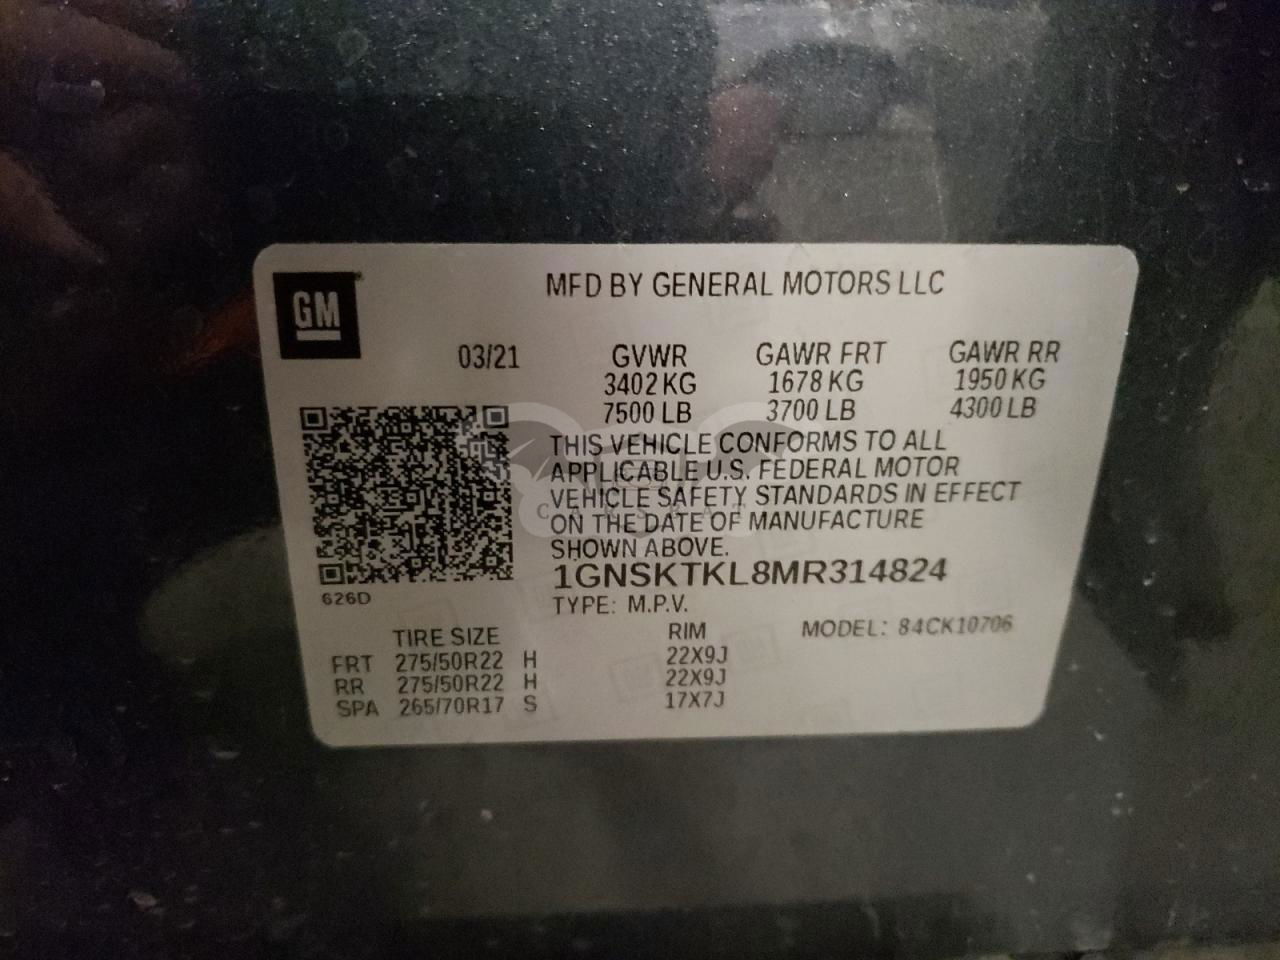 GM
MFD BY GENERAL MOTORS LLC
03/21 GVWR GAWR FRT GAWR RR
3402 KG 1678 KG 1950 KG
7500 LB 3700 LB 4300 LB
THIS VEHICLE CONFORMS TO ALL
APPLICABLE U.S. FEDERAL MOTOR
VEHICLE SAFETY STANDARDS IN EFFECT
ON THE DATE OF MANUFACTURE
SHOWN ABOVE.
1GNSKTKL8MR314824
626D
TYPE: M.P.V.
TIRE SIZE RIM MODEL: 84CK10706
FRT 275/50R22 H 22X9J
RR 275/50R22 H 22X9J
SPA 265/70R17 S 17X7J